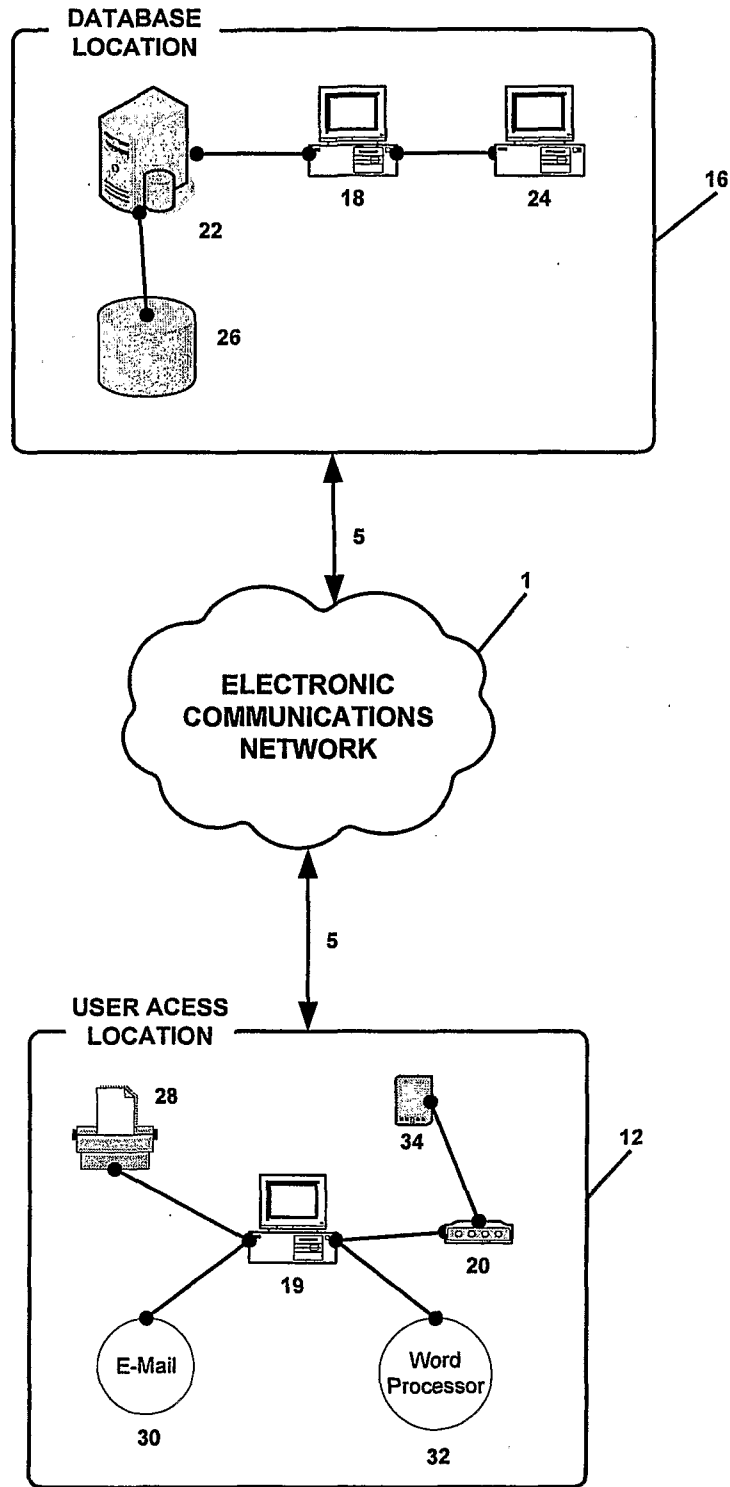 DATABASE
LOCATION
22
18
24
16
26
5
1
ELECTRONIC
COMMUNICATIONS
NETWORK
5
USER ACESS
LOCATION
28
34
12
19
20
E-Mail
Word
Processor
30
32